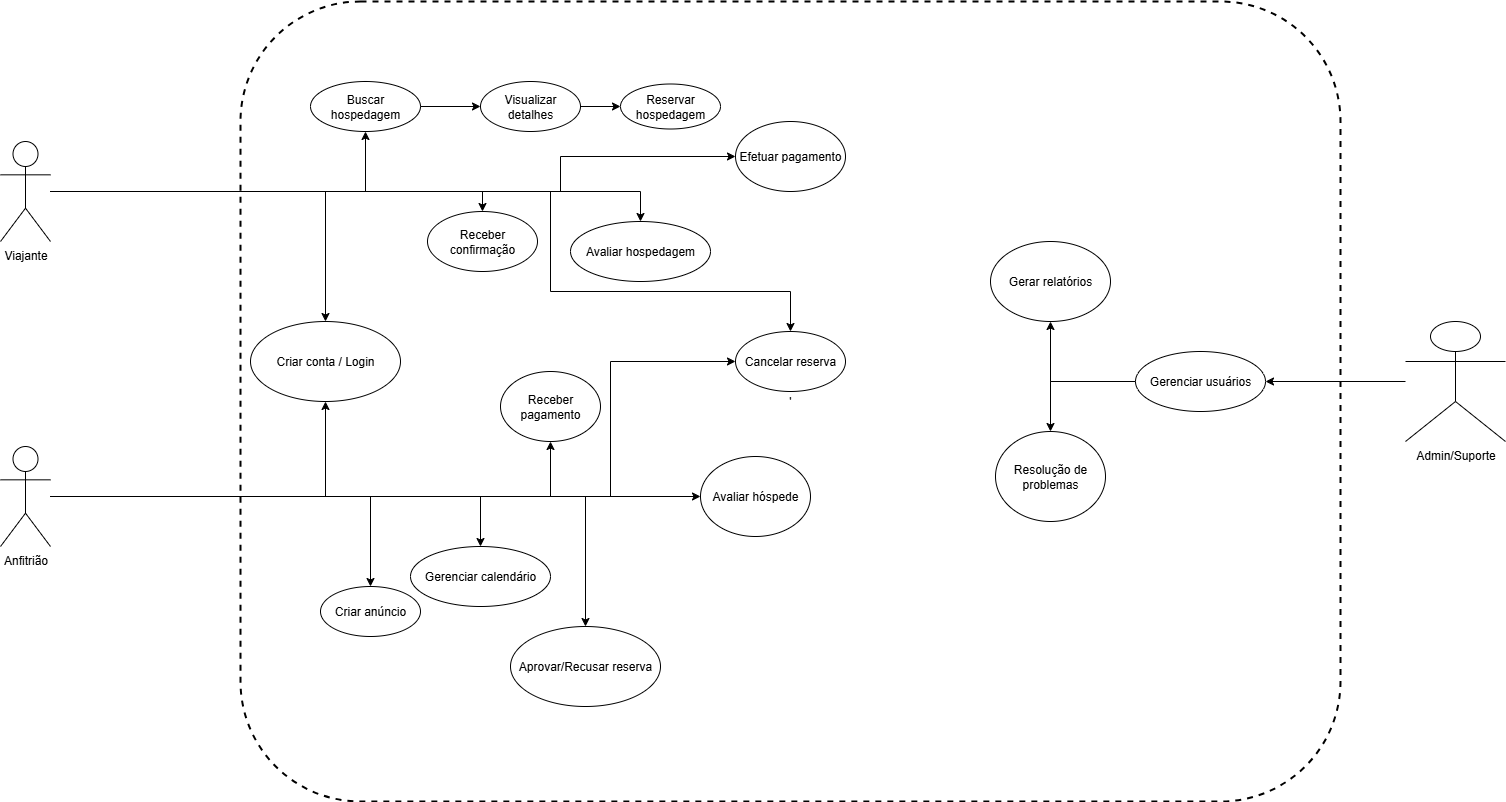 Buscar
hospedagem
Visualizar
detalhes
Reservar
hospedagem
Efetuar pagamento
Viajante
Receber
confirmação
Avaliar hospedagem
Gerar relatórios
Criar conta / Login
Cancelar reserva
Gerenciar usuários
Receber
pagamento
'
Admin/Suporte
Resolução de
problemas
Avaliar hóspede
Anfitrião
Gerenciar calendário
Criar anúncio
Aprovar/Recusar reserva